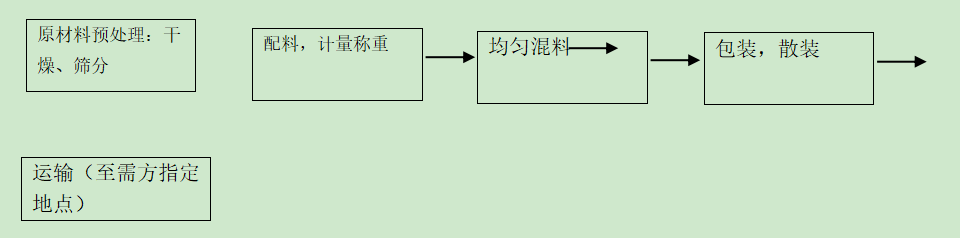 原材料预处理：干
燥、筛分
配料，计量称重
均匀混料
包装，散装
运输（至需方指定
地点）